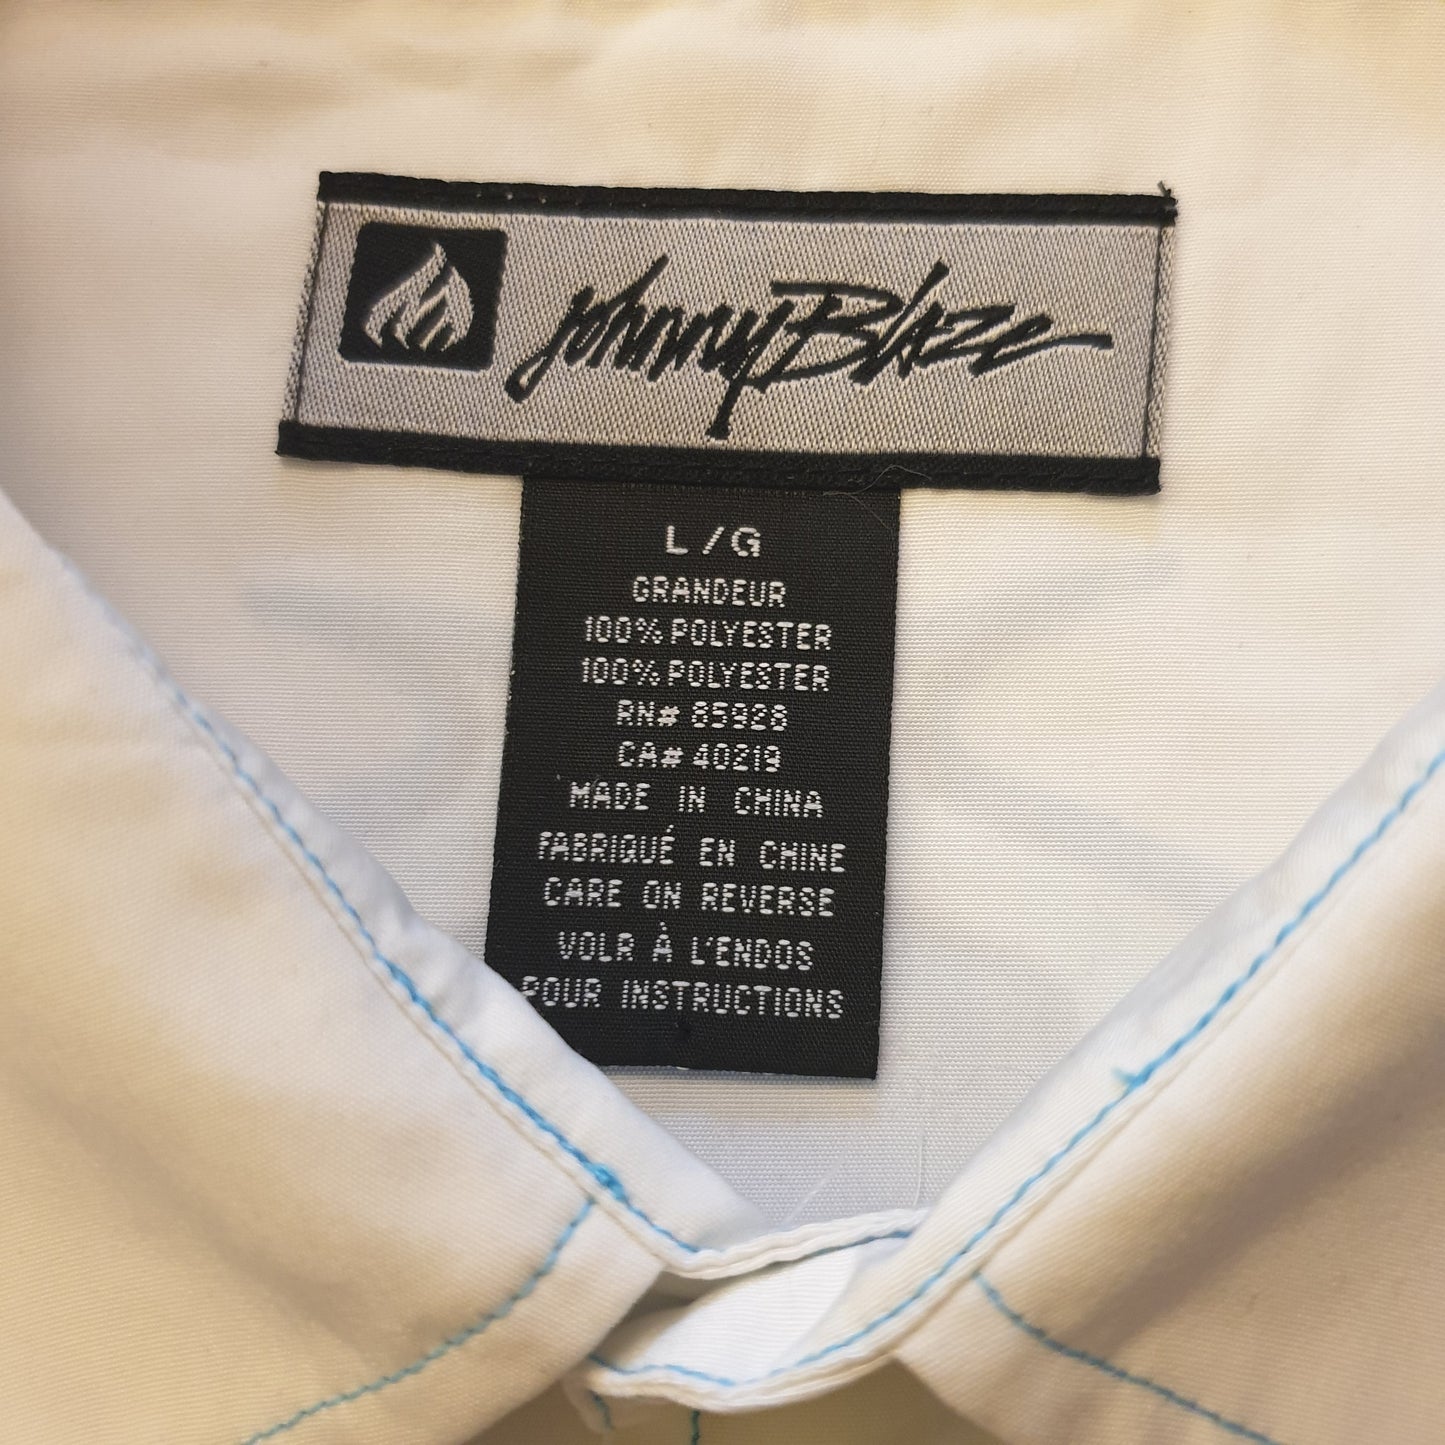 johnny Blaze
L/G
GRANDEUR
100% POLYESTER
100% POLYESTER
RN# 85928
CA# 40219
MADE IN CHINA
FABRIQUÉ EN CHINE
CARE ON REVERSE
VOLR À L'ENDOS
POUR INSTRUCTIONS